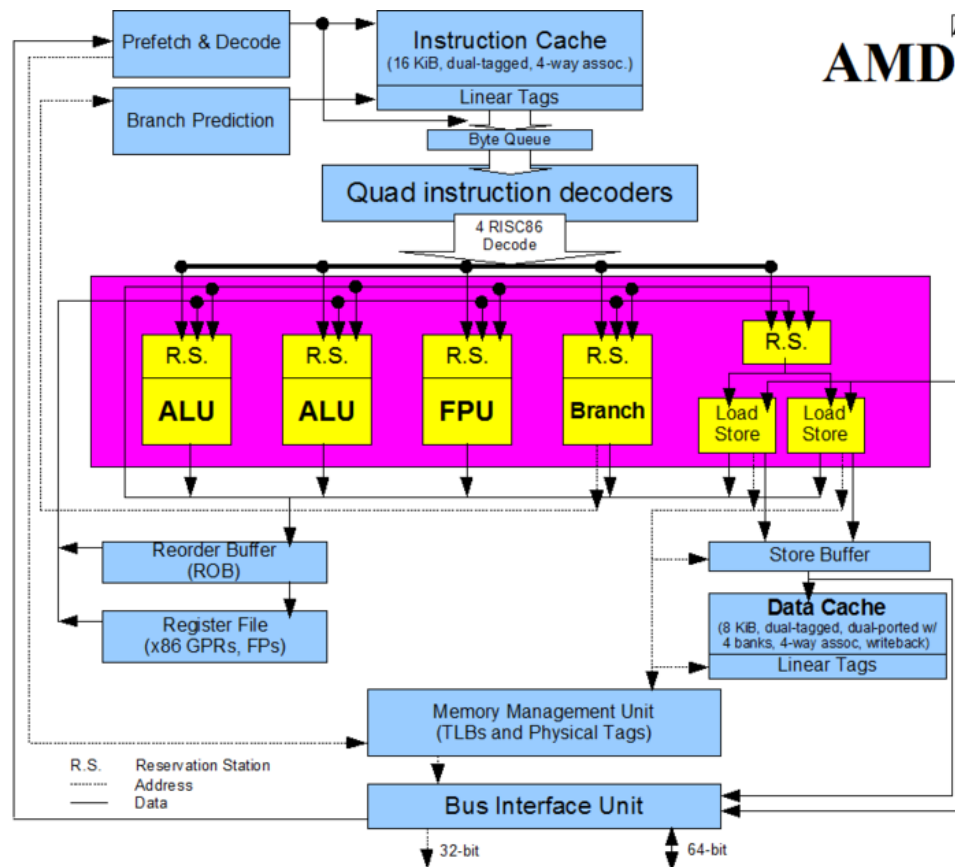 Prefetch & Decode
Instruction Cache
(16 KiB, dual-tagged, 4-way assoc.)
Linear Tags
AMD
Branch Prediction
Byte Queue
Quad instruction decoders
4 RISC86
Decode
R.S.
ALU
R.S.
ALU
R.S.
FPU
R.S.
Branch
R.S.
Load
Store
Load
Store
Reorder Buffer
(ROB)
Store Buffer
Register File
(x86 GPRs, FPs)
Data Cache
(8 KiB, dual-tagged, dual-ported w/
4 banks, 4-way assoc, writeback)
Linear Tags
Memory Management Unit
(TLBs and Physical Tags)
R.S. Reservation Station
Address
Data
Bus Interface Unit
32-bit
64-bit